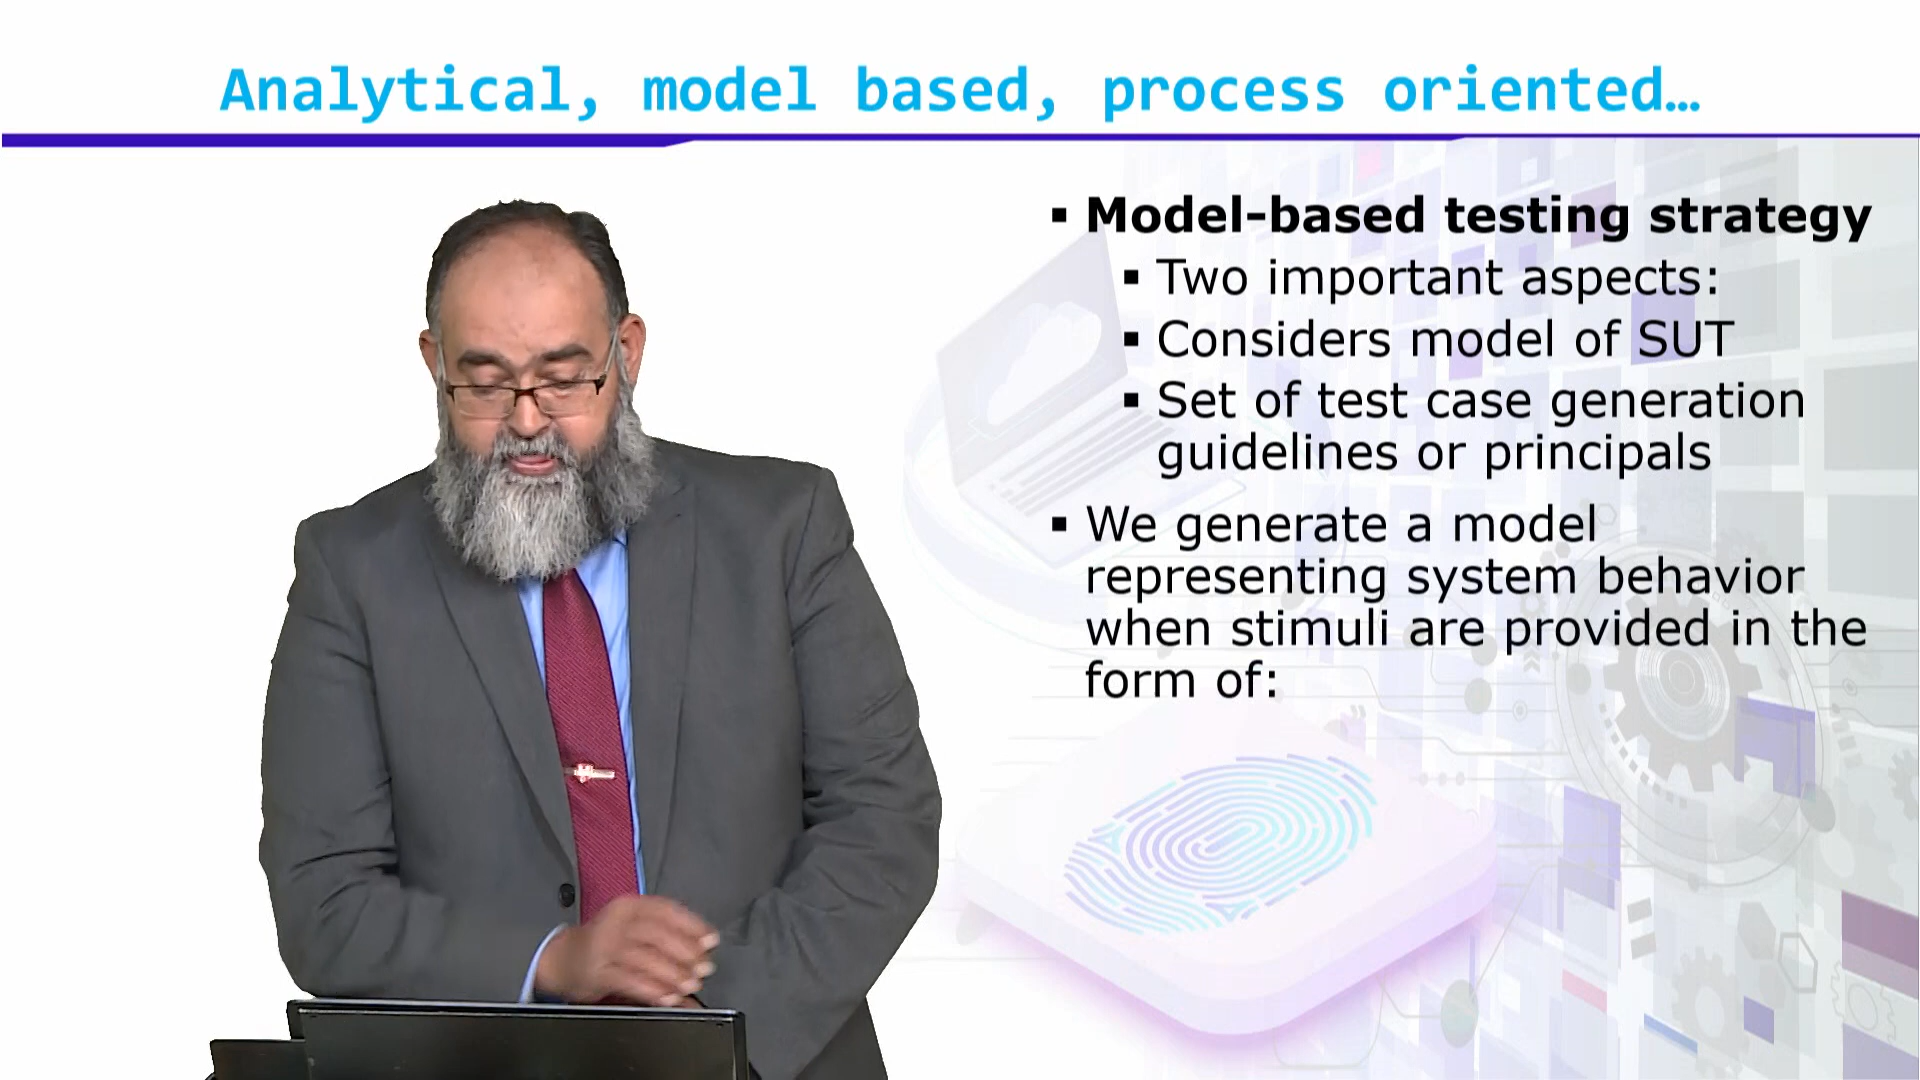 Analytical, model based, process oriented…
▪ Model-based testing strategy
▪ Two important aspects:
▪ Considers model of SUT
▪ Set of test case generation
guidelines or principals
▪ We generate a model
representing system behavior
when stimuli are provided in the
form of: